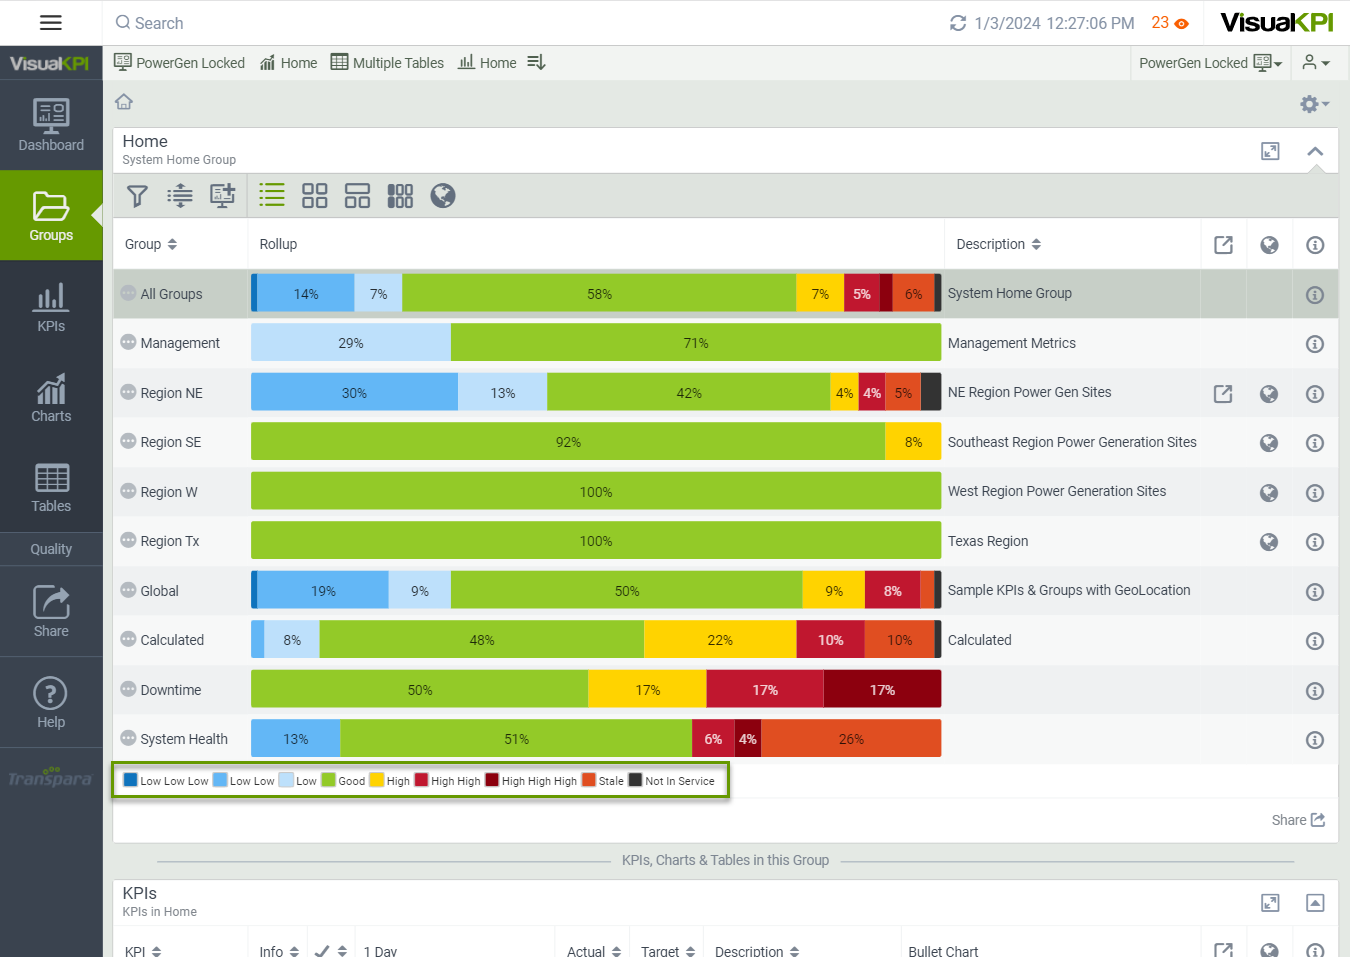 Search
1/3/2024 12:27:06 PM
23
VisualKPI
VisualKPI
PowerGen Locked
Home
Multiple Tables
Home
PowerGen Locked
Dashboard
Groups
KPIs
Charts
Tables
Quality
Share
Help
Transpara
Home
System Home Group
Group
Rollup
Description
All Groups
14%
7%
58%
7%
5%
6%
System Home Group
Management
29%
71%
Management Metrics
Region NE
30%
13%
42%
4%
4%
5%
NE Region Power Gen Sites
Region SE
92%
8%
Southeast Region Power Generation Sites
Region W
100%
West Region Power Generation Sites
Region Tx
100%
Texas Region
Global
19%
9%
50%
9%
8%
Sample KPIs & Groups with GeoLocation
Calculated
8%
48%
22%
10%
10%
Calculated
Downtime
50%
17%
17%
17%
System Health
13%
51%
6%
4%
26%
Low Low Low
Low Low
Low
Good
High
High High
High High High
Stale
Not In Service
Share
KPIs, Charts & Tables in this Group
KPIs
KPIs in Home
KPI
Info
1 Day
Actual
Target
Description
Bullet Chart